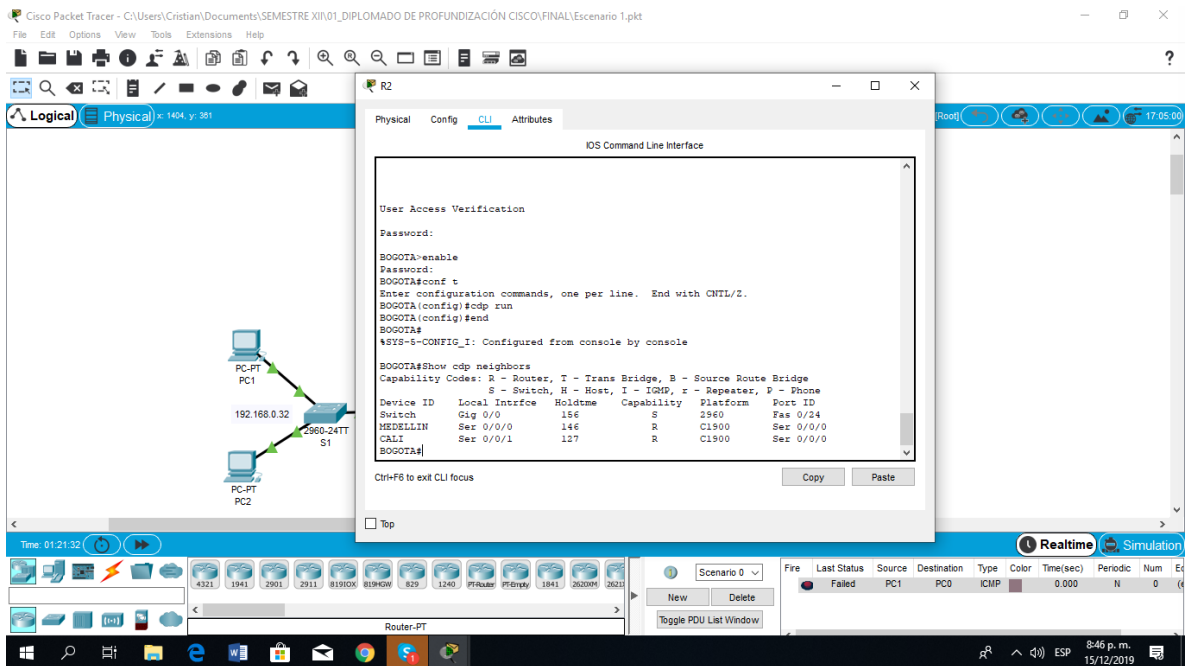 Cisco Packet Tracer - C:\Users\Cristian\Documents\SEMESTRE XII\01_DIPLOMADO DE PROFUNDIZACIÓN CISCO\FINAL\Escenario 1.pkt
File Edit Options View Tools Extensions Help
?
R2
Logical Physical x: 1404, y: 381
[Root] 17:05:00
Physical Config CLI Attributes
IOS Command Line Interface
User Access Verification
Password:
BOGOTA>enable
Password:
BOGOTA#conf t
Enter configuration commands, one per line. End with CNTL/Z.
BOGOTA(config)#cdp run
BOGOTA(config)#end
BOGOTA#
%SYS-5-CONFIG_I: Configured from console by console
BOGOTA#Show cdp neighbors
Capability Codes: R - Router, T - Trans Bridge, B - Source Route Bridge
S - Switch, H - Host, I - IGMP, r - Repeater, P - Phone
Device ID Local Intrfce Holdtme Capability Platform Port ID
Switch Gig 0/0 156 S 2960 Fas 0/24
MEDELLIN Ser 0/0/0 146 R C1900 Ser 0/0/0
CALI Ser 0/0/1 127 R C1900 Ser 0/0/0
BOGOTA#
Ctrl+F6 to exit CLI focus
Copy Paste
Top
PC-PT
PC1
192.168.0.32
2960-24TT
S1
PC-PT
PC2
Time: 01:21:32
Realtime Simulation
4321 1941 2901 2911 819IOX 819HGW 829 1240 PT-Router PT-Empty 1841 2620XM
Router-PT
Scenario 0
New Delete
Toggle PDU List Window
Fire Last Status Source Destination Type Color Time(sec) Periodic Num
Failed PC1 PC0 ICMP 0.000 N 0
ESP
8:46 p. m.
15/12/2019